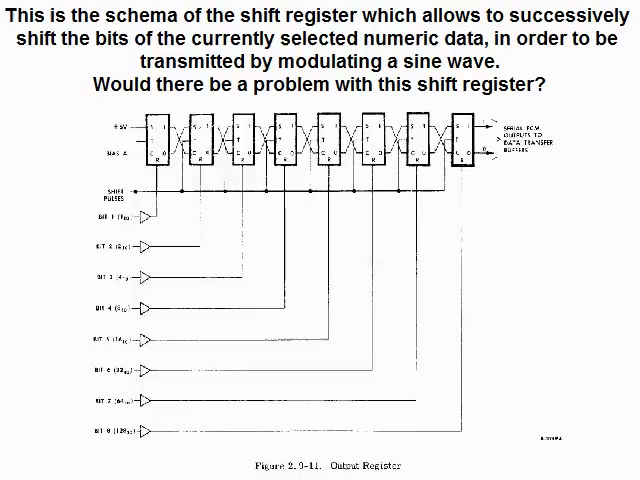 This is the schema of the shift register which allows to successively
shift the bits of the currently selected numeric data, in order to be
transmitted by modulating a sine wave.
Would there be a problem with this shift register?
BIAS A
SHIFT
PULSES
SERIAL PCM
OUTPUTS TO
DATA TRANSFER
BUFFERS
BIT 1
BIT 2
BIT 3
BIT 4
BIT 5
BIT 6
BIT 7
BIT 8
Figure 2.9-11. Output Register